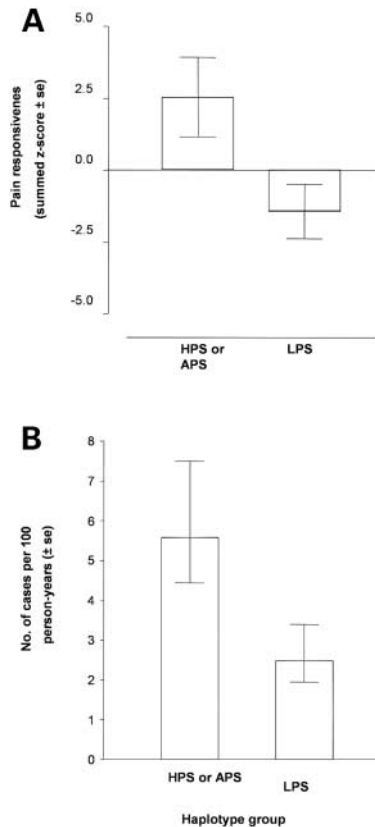 A
Pain responsivenes
(summed z-score ± se)
5.0
2.5
0.0
-2.5
-5.0
HPS or
APS
LPS
B
No. of cases per 100
person-years (± se)
8
7
6
5
4
3
2
1
0
HPS or APS
LPS
Haplotype group